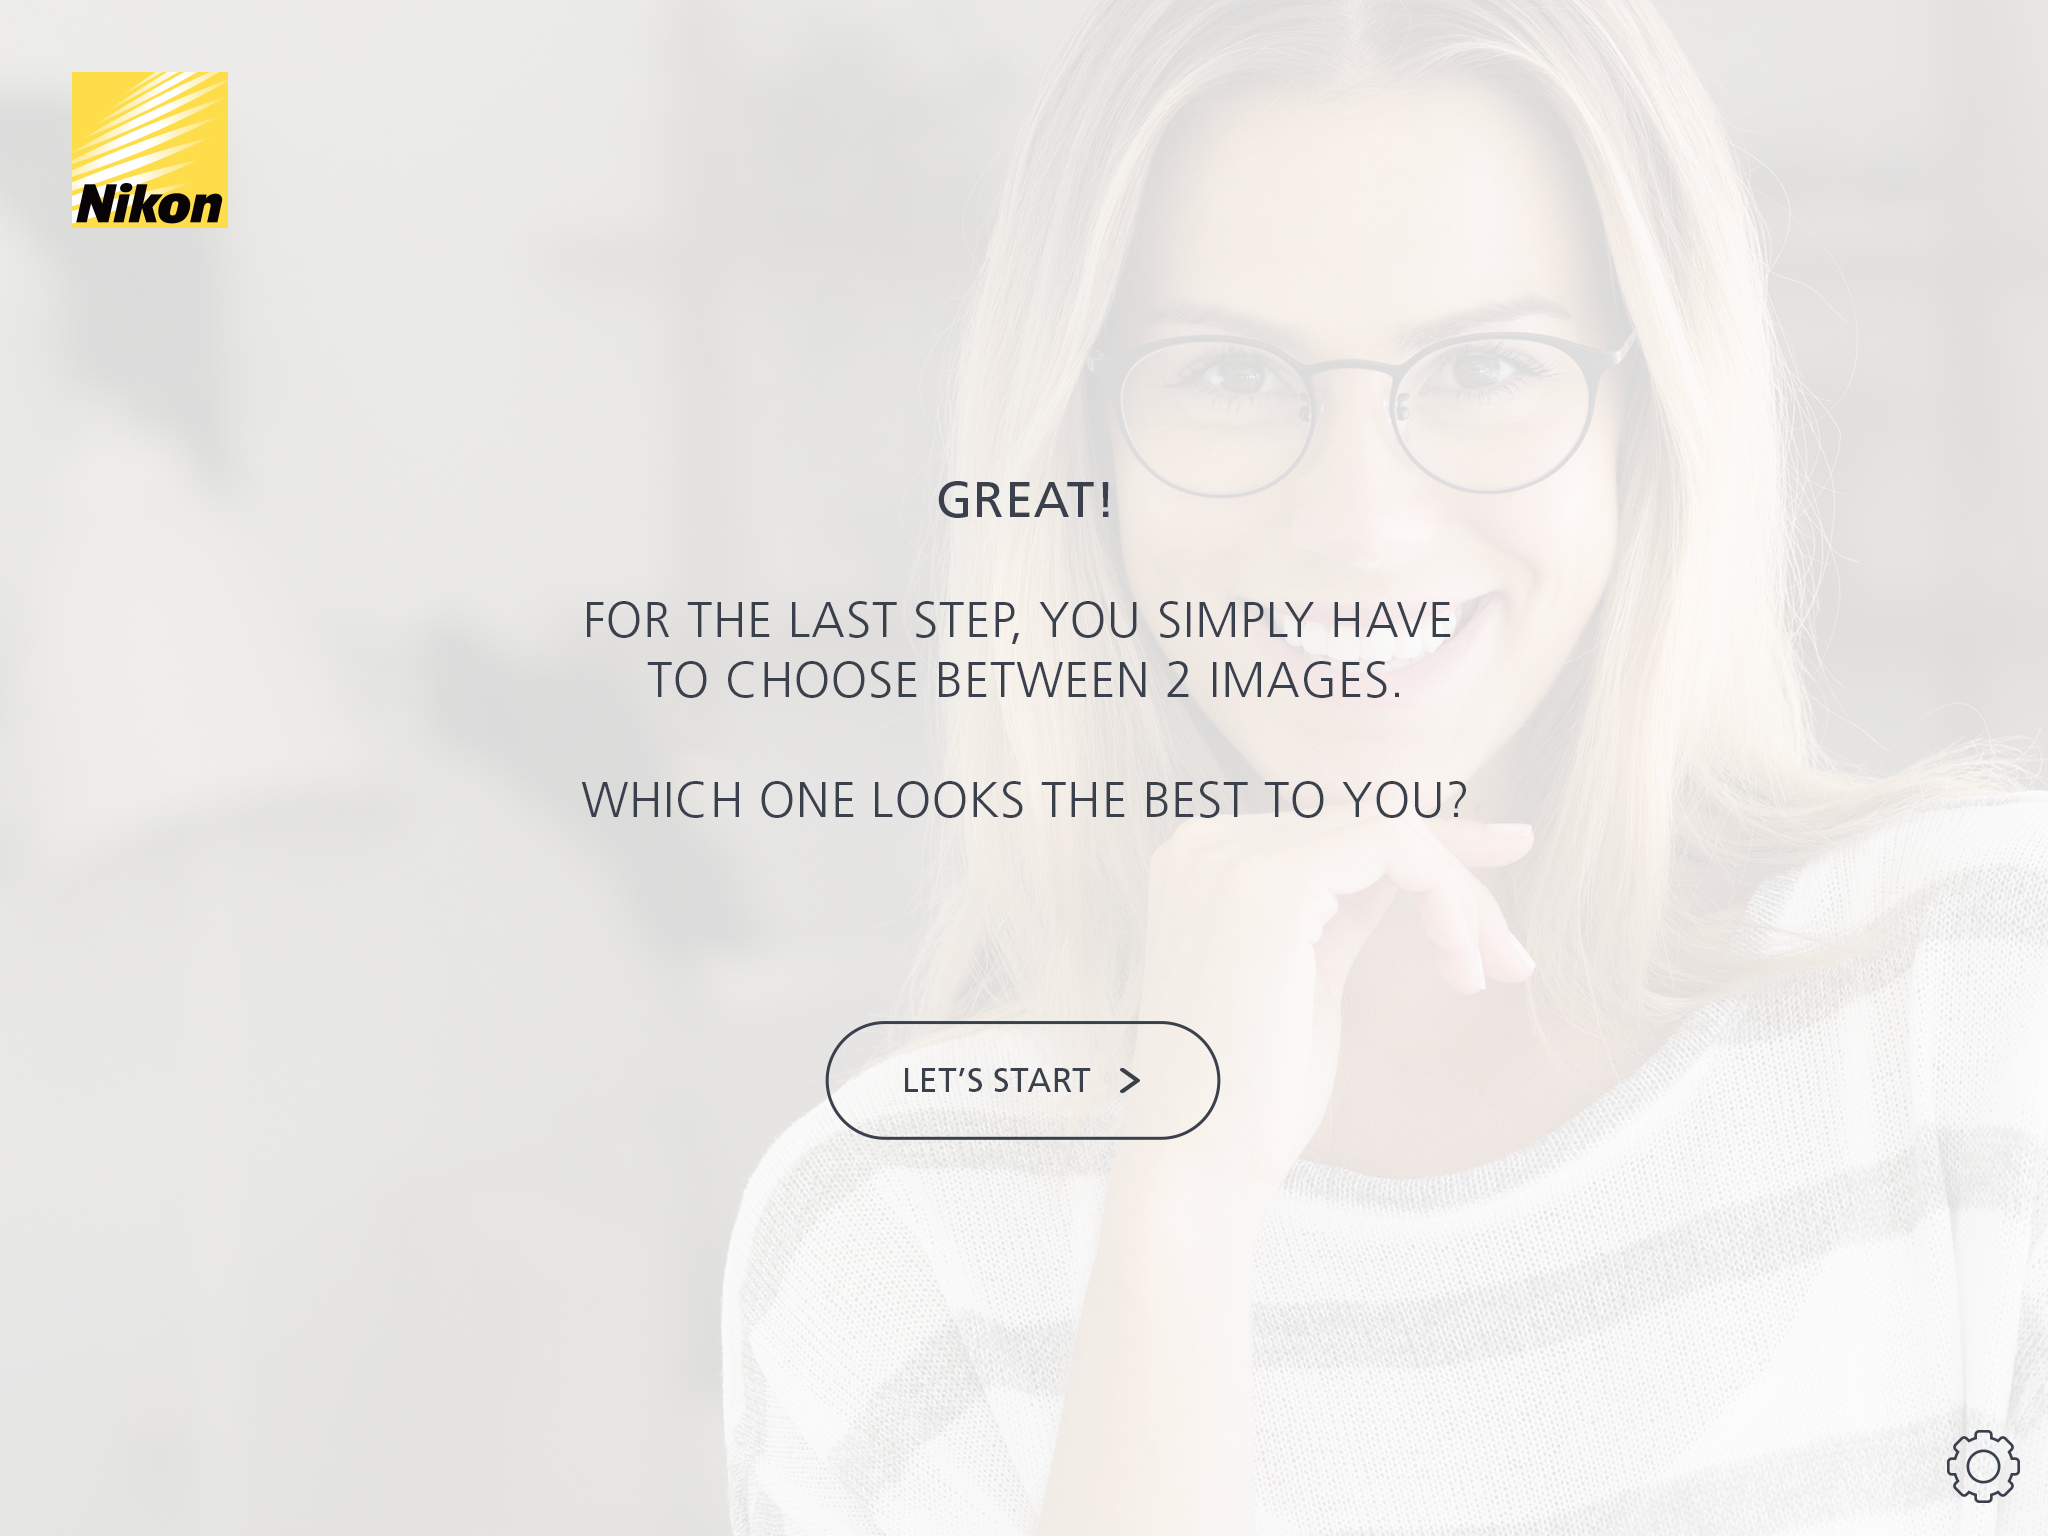 Nikon
GREAT!
FOR THE LAST STEP, YOU SIMPLY HAVE
TO CHOOSE BETWEEN 2 IMAGES.
WHICH ONE LOOKS THE BEST TO YOU?
LET’S START